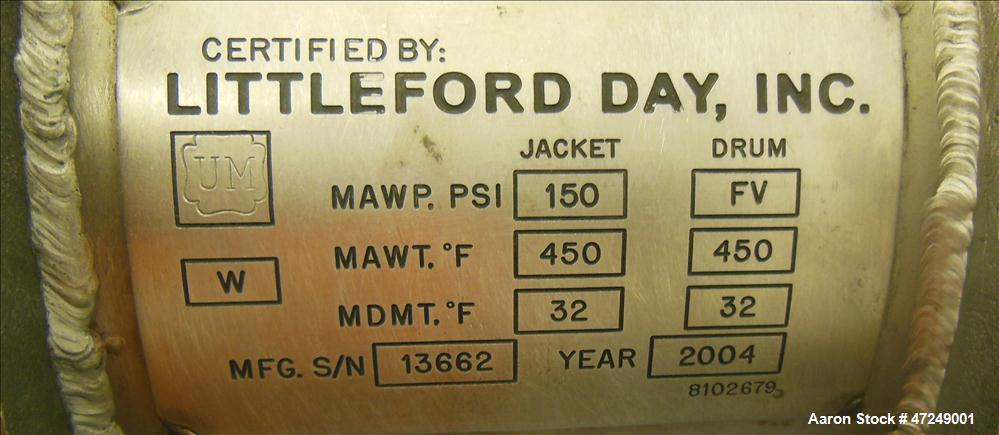 CERTIFIED BY:
LITTLEFORD DAY, INC.
UM
JACKET DRUM
MAWP. PSI 150 FV
MAWT. °F 450 450
W
MDMT. °F 32 32
MFG. S/N 13662 YEAR 2004
8102679
Aaron Stock # 47249001